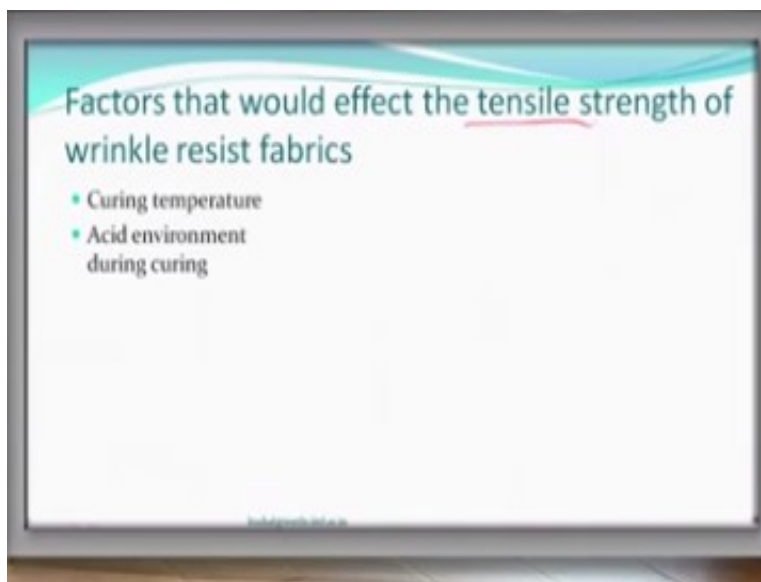 Factors that would effect the tensile strength of
wrinkle resist fabrics
• Curing temperature
• Acid environment
during curing